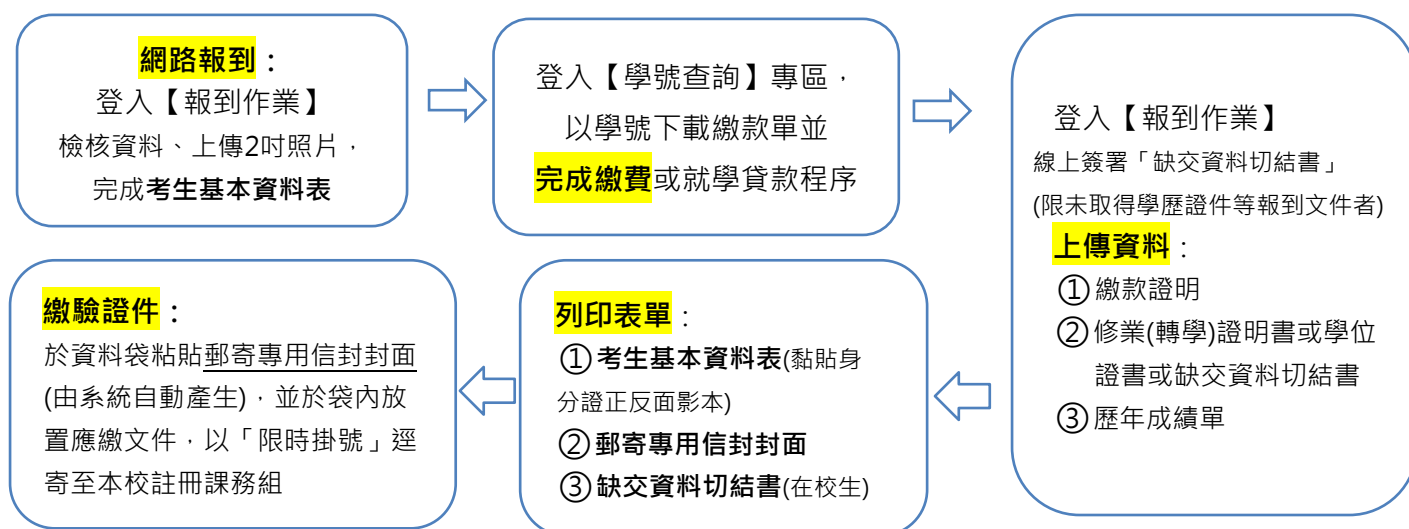 網路報到：
登入【報到作業】
檢核資料、上傳2吋照片，
完成考生基本資料表
登入【學號查詢】專區，
以學號下載繳款單並
完成繳費或就學貸款程序
登入【報到作業】
線上簽署「缺交資料切結書」
(限未取得學歷證件等報到文件者)
上傳資料：
①繳款證明
②修業(轉學)證明書或學位
證書或缺交資料切結書
③歷年成績單
列印表單：
①考生基本資料表(黏貼身
分證正反面影本)
②郵寄專用信封封面
③缺交資料切結書(在校生)
繳驗證件：
於資料袋粘貼郵寄專用信封封面
(由系統自動產生)，並於袋內放
置應繳文件，以「限時掛號」逕
寄至本校註冊課務組